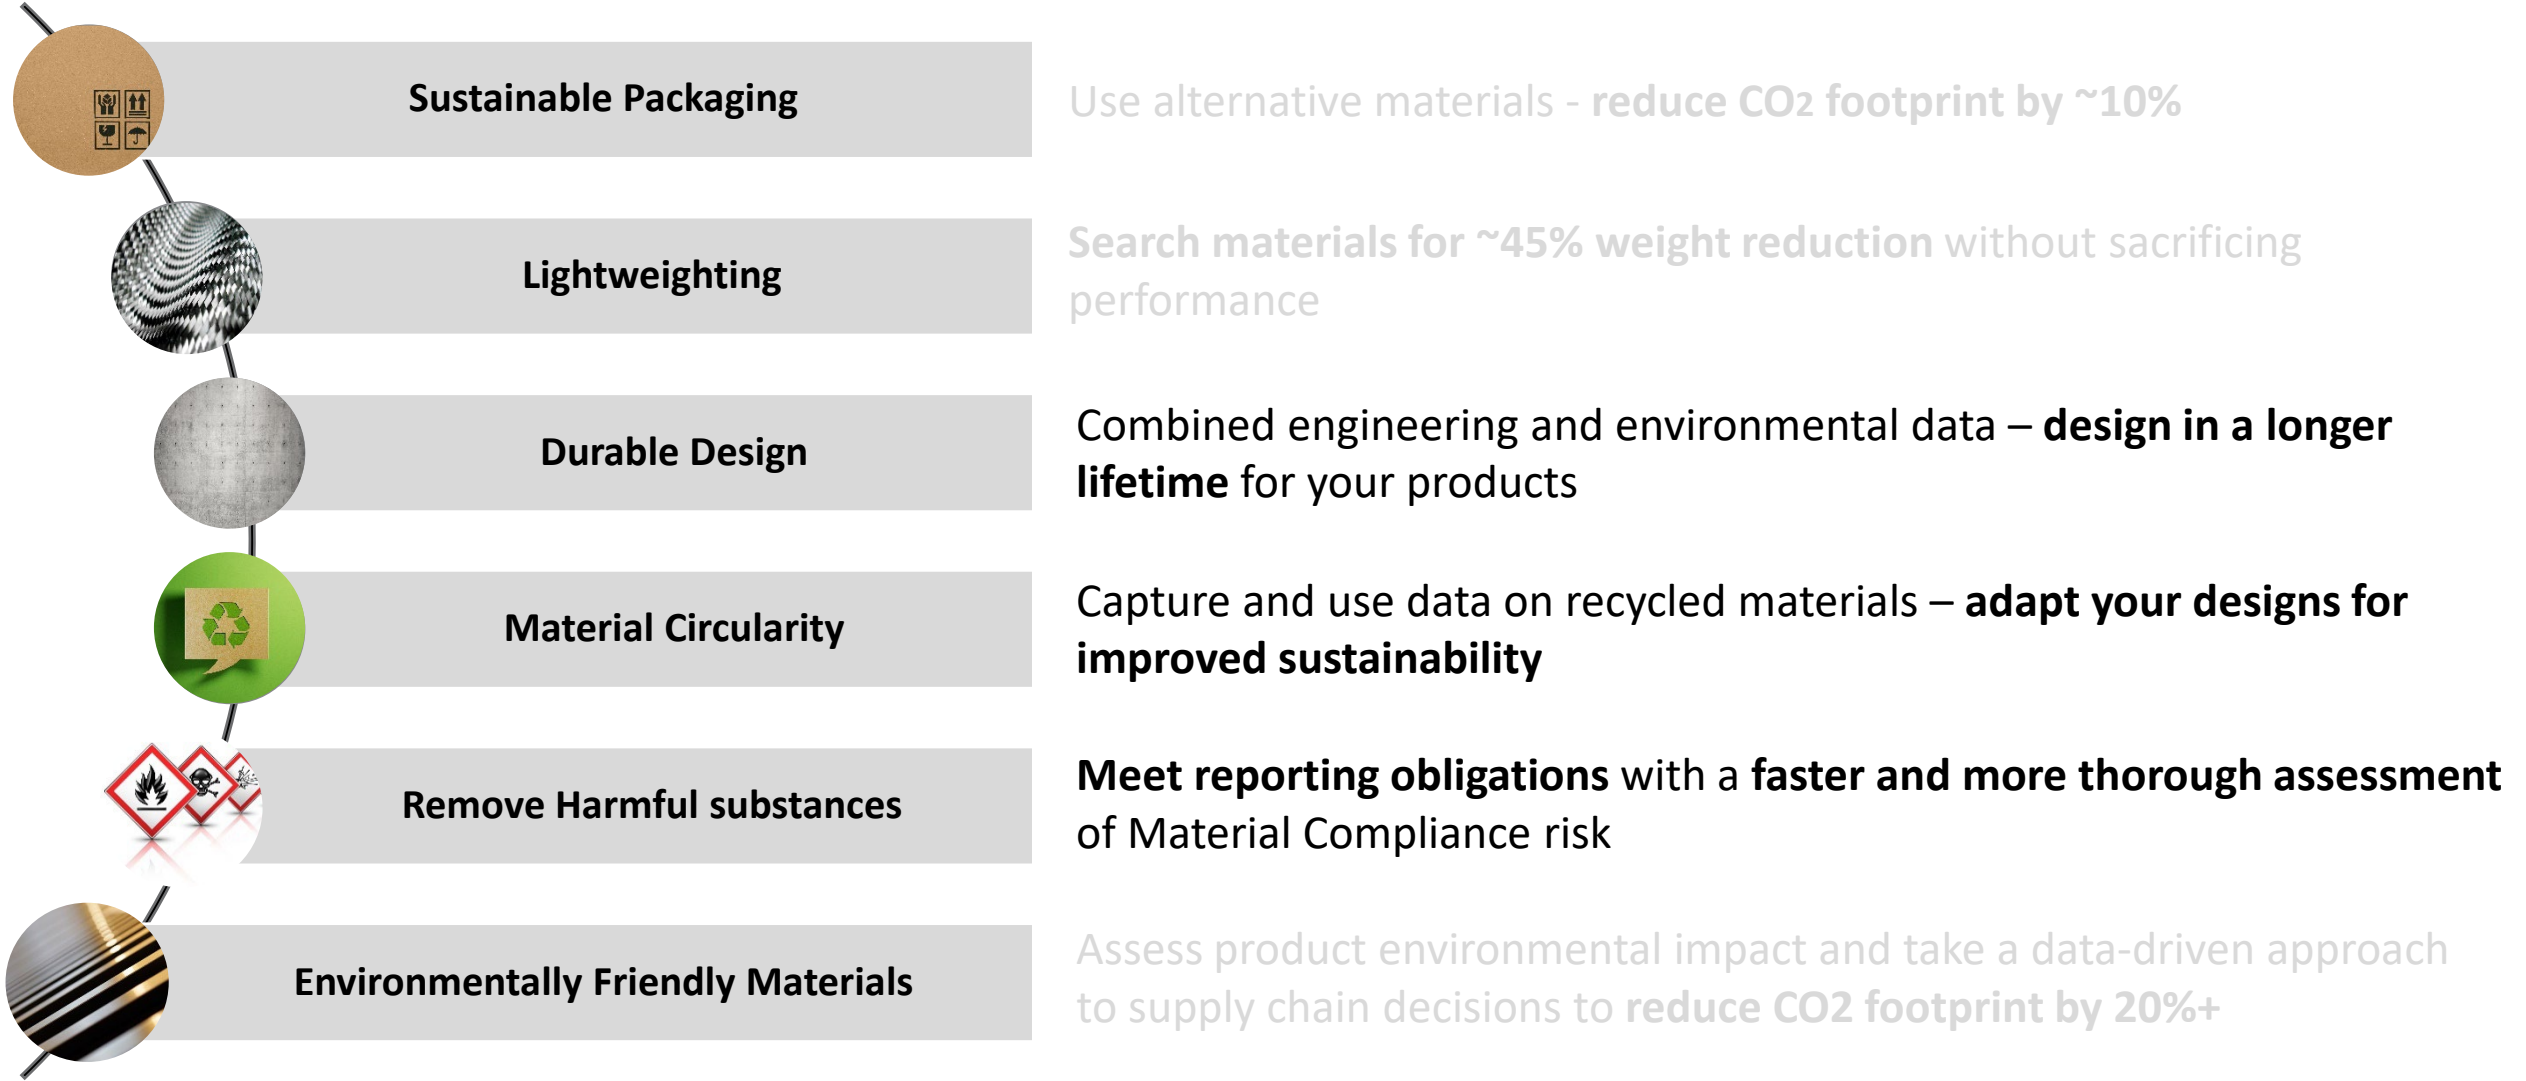 Sustainable Packaging
Use alternative materials - reduce CO2 footprint by ~10%
Lightweighting
Search materials for ~45% weight reduction without sacrificing
performance
Durable Design
Combined engineering and environmental data – design in a longer
lifetime for your products
Material Circularity
Capture and use data on recycled materials – adapt your designs for
improved sustainability
Remove Harmful substances
Meet reporting obligations with a faster and more thorough assessment
of Material Compliance risk
Environmentally Friendly Materials
Assess product environmental impact and take a data-driven approach
to supply chain decisions to reduce CO2 footprint by 20%+